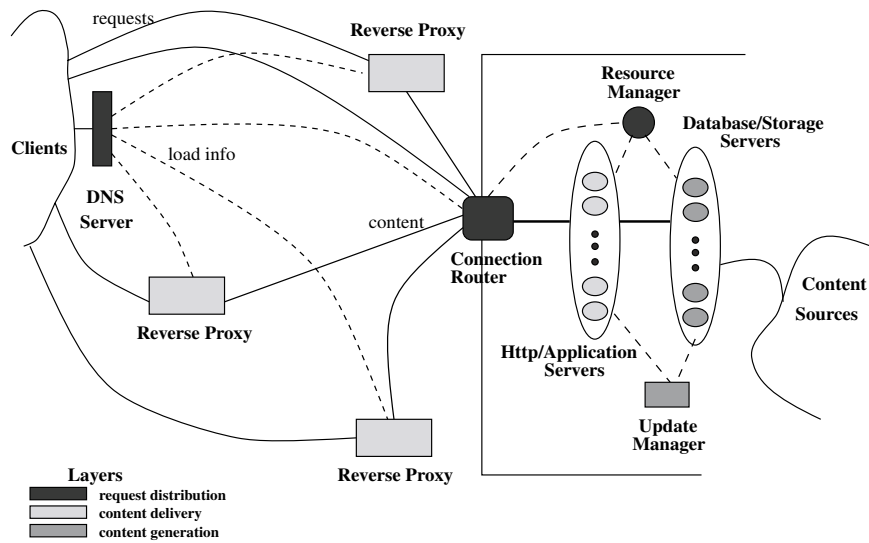 requests
Reverse Proxy
Resource
Manager
Database/Storage
Servers
Clients
load info
DNS
Server
content
Connection
Router
Content
Sources
Reverse Proxy
Http/Application
Servers
Update
Manager
Reverse Proxy
Layers
request distribution
content delivery
content generation